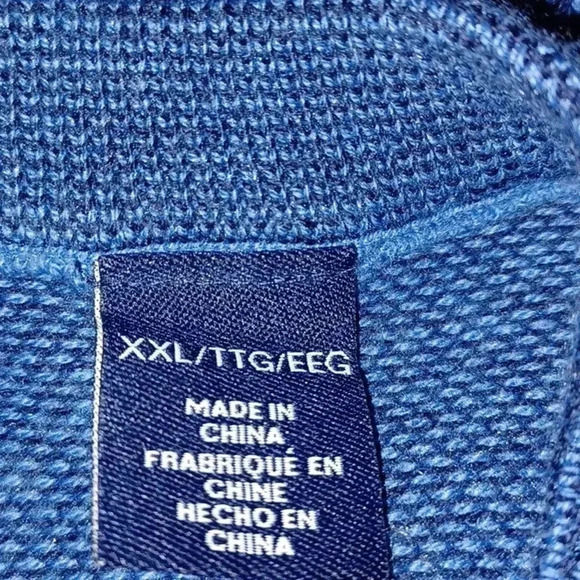 XXL/TTG/EEG
MADE IN
CHINA
FRABRIQUÉ EN
CHINE
HECHO EN
CHINA